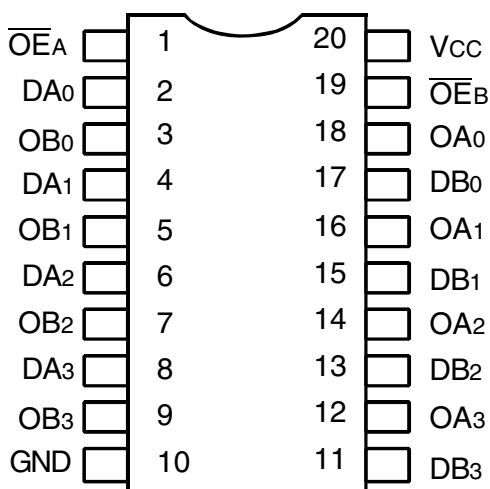 O̅E̅A 1 20 VCC
DA0 2 19 O̅E̅B
OB0 3 18 OA0
DA1 4 17 DB0
OB1 5 16 OA1
DA2 6 15 DB1
OB2 7 14 OA2
DA3 8 13 DB2
OB3 9 12 OA3
GND 10 11 DB3